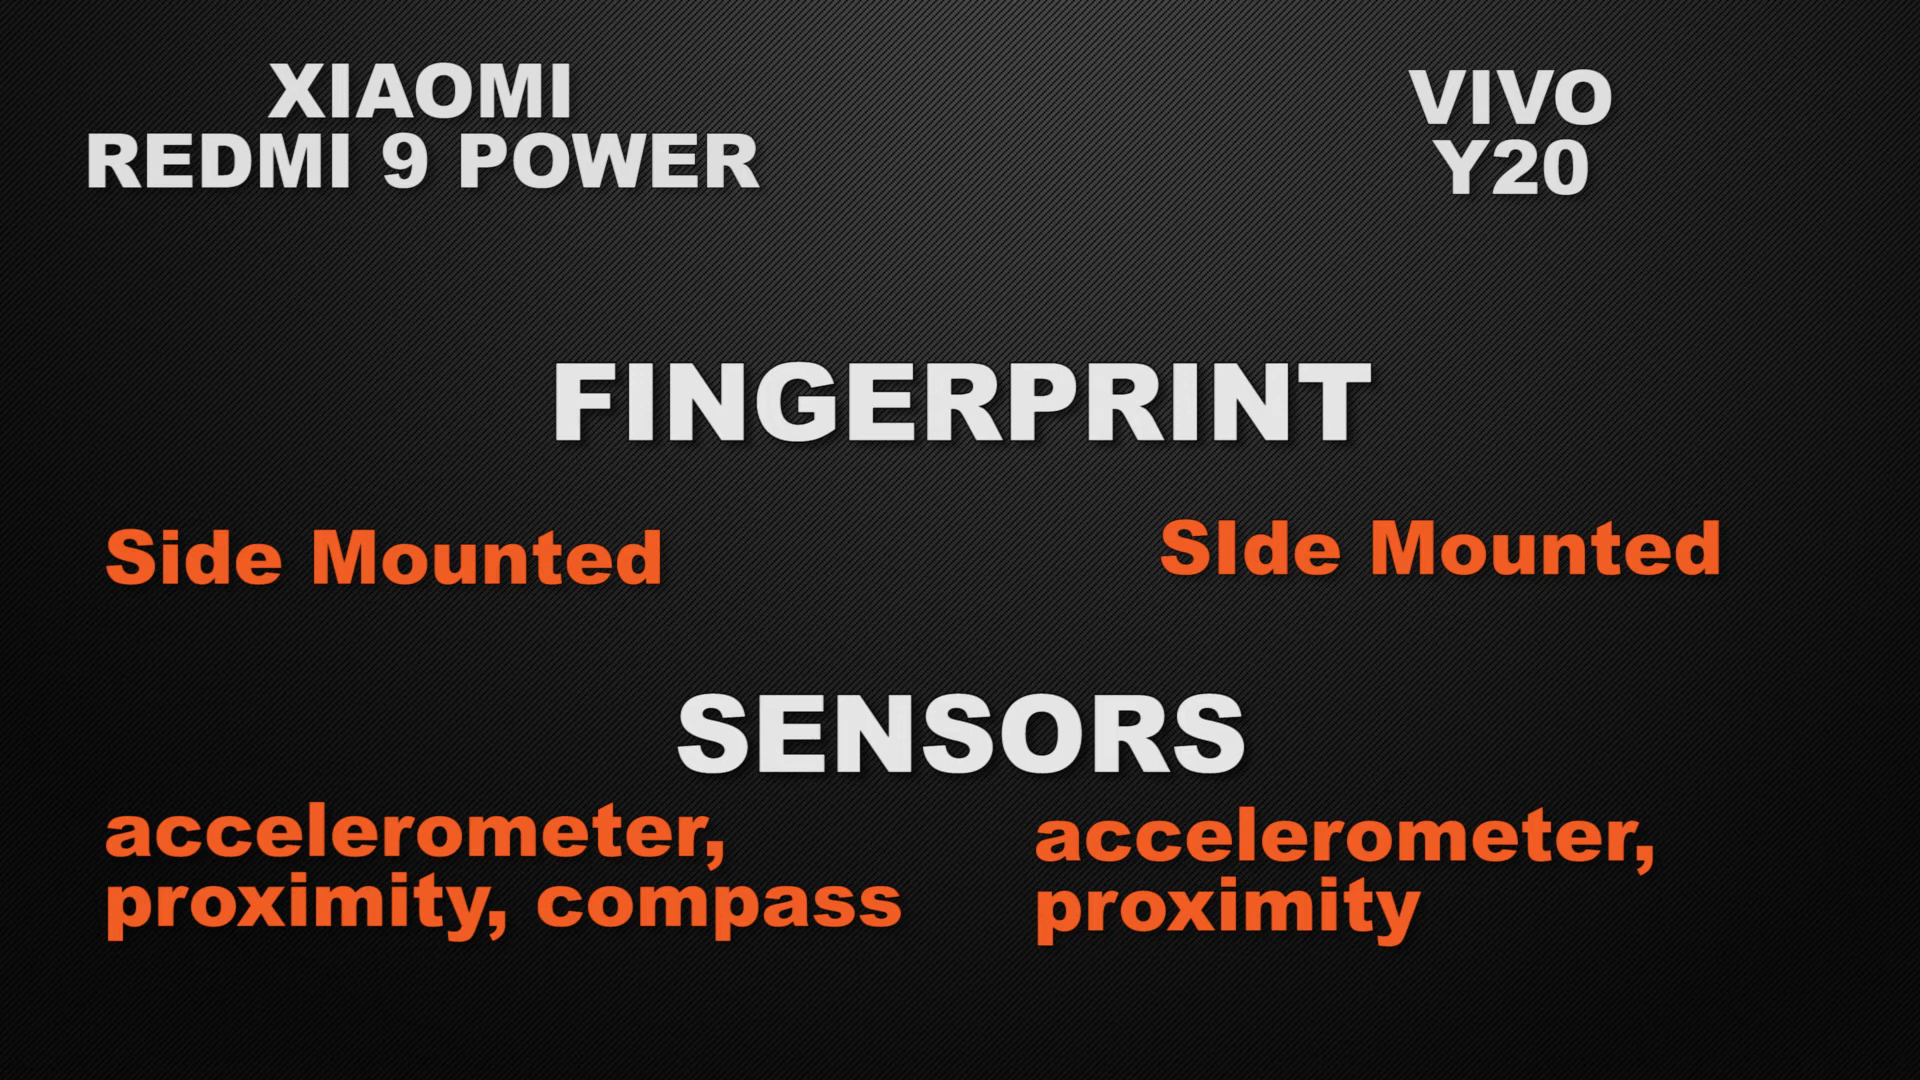 XIAOMI
REDMI 9 POWER
VIVO
Y20
FINGERPRINT
Side Mounted
SIde Mounted
SENSORS
accelerometer,
proximity, compass
accelerometer,
proximity